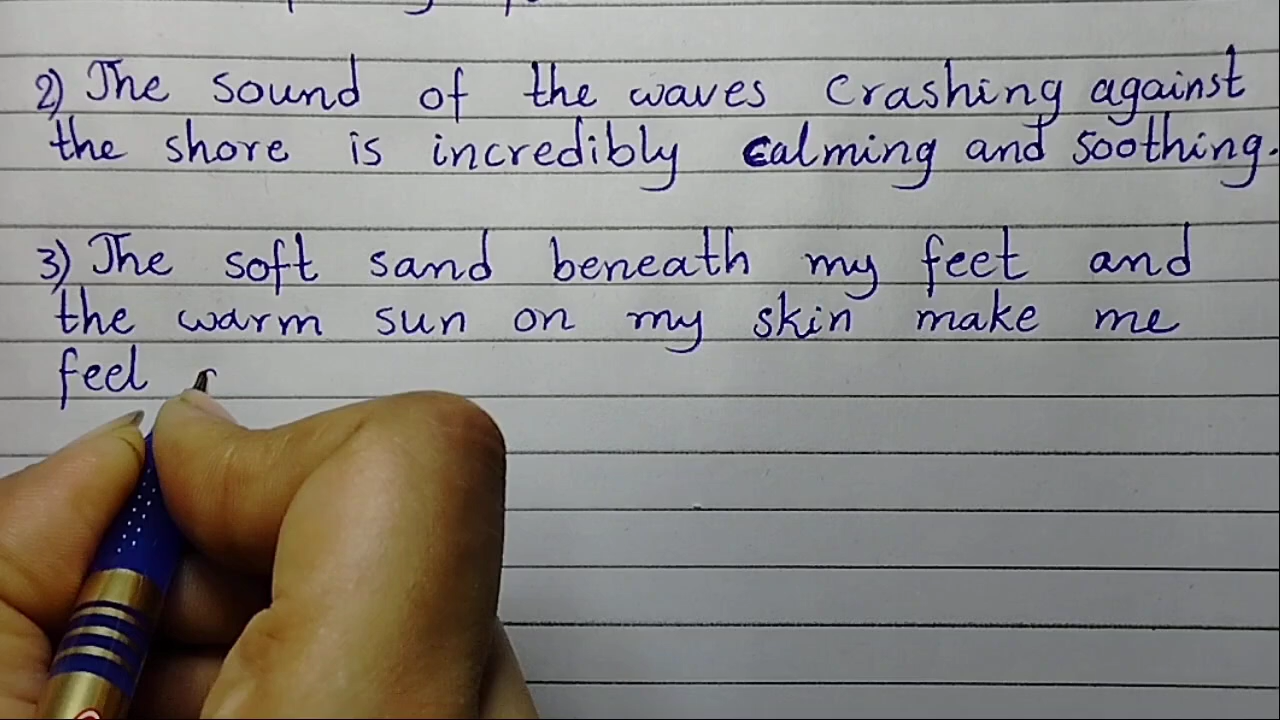 2) The sound of the waves crashing against
the shore is incredibly calming and soothing.
3) The soft sand beneath my feet and
the warm sun on my skin make me
feel